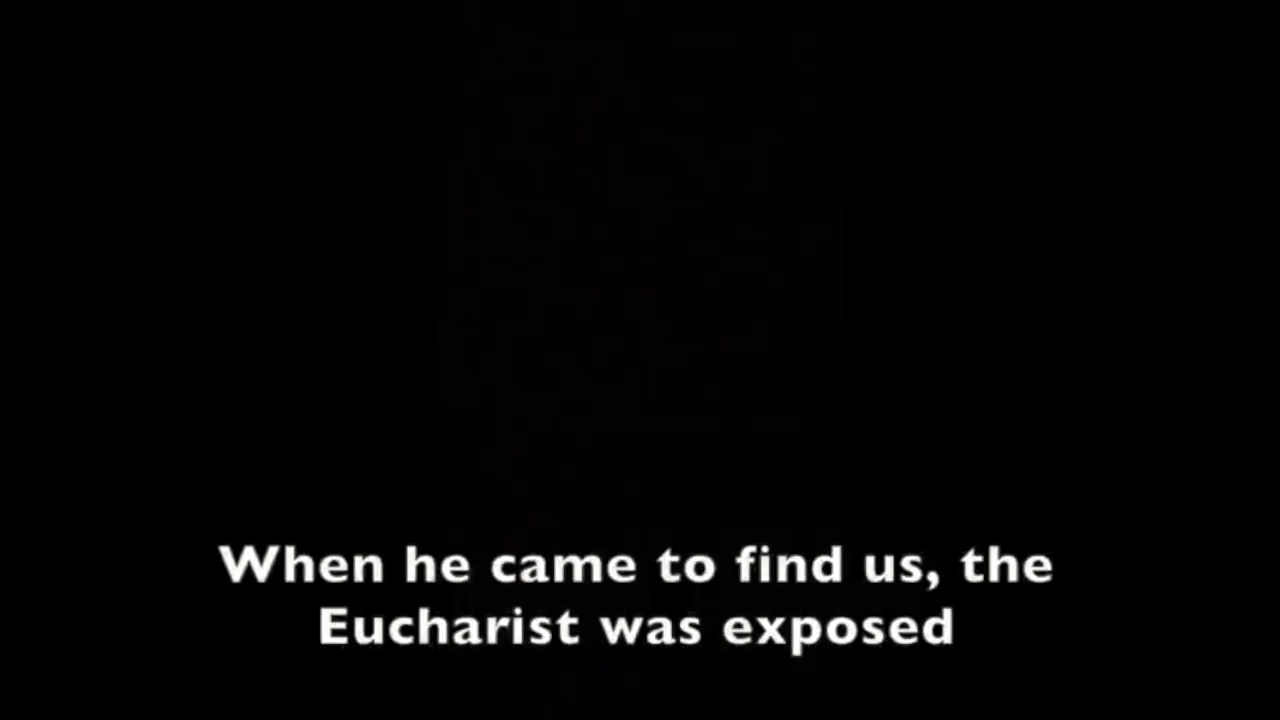 When he came to find us, the
Eucharist was exposed